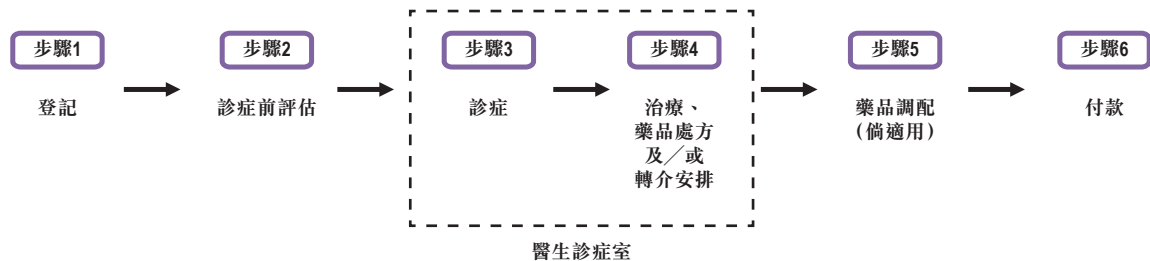 步驟1
登記
步驟2
診症前評估
步驟3
診症
步驟4
治療、
藥品處方
及╱或
轉介安排
步驟5
藥品調配
(倘適用)
步驟6
付款
醫生診症室